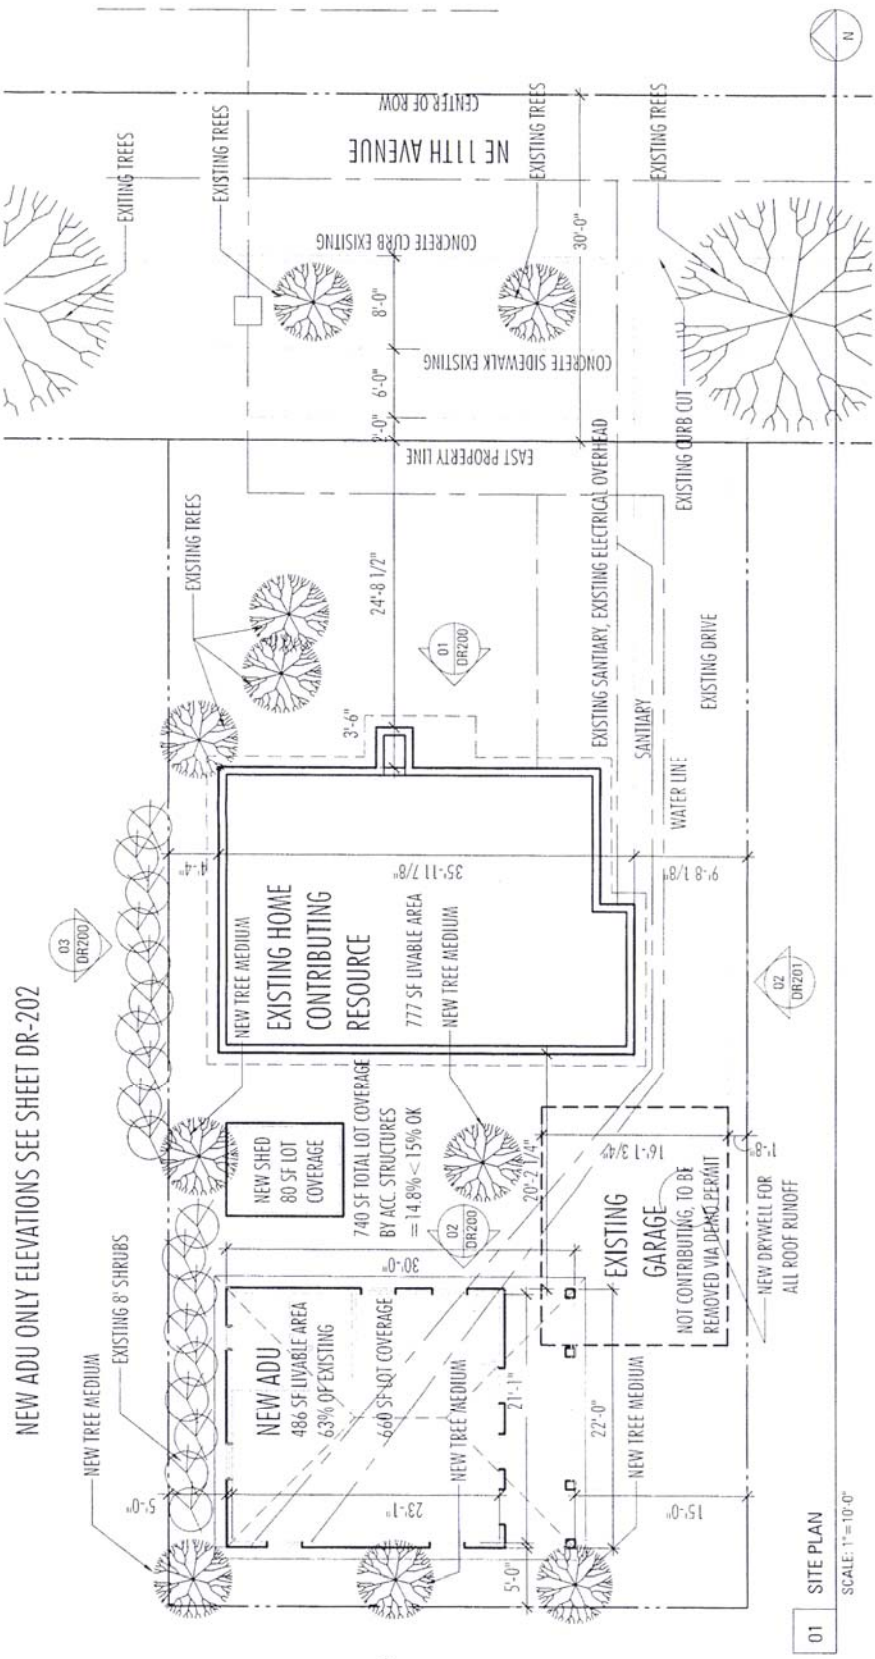 NEW ADU ONLY ELEVATIONS SEE SHEET DR-202
N
CENTER OF ROW
NE 11TH AVENUE
EXITING TREES
EXISTING TREES
EXISTING TREES
EXISTING TREES
CONCRETE CURB EXISITNG
8'-0"
6'-0"
2'-0"
30'-0"
CONCRETE SIDEWALK EXISTING
EAST PROPERTY LINE
EXISTING CURB CUT
EXISTING TREES
24'-8 1/2"
3'-6"
01
DR200
EXISTING SANTIARY, EXISTING ELECTRICAL OVERHEAD
SANTIARY
WATER LINE
EXISTING DRIVE
03
DR200
4'-4"
35'-11 7/8"
9'-8 1/8"
NEW TREE MEDIUM
EXISTING HOME
CONTRIBUTING
RESOURCE
777 SF LIVABLE AREA
NEW TREE MEDIUM
02
DR201
NEW SHED
80 SF LOT
COVERAGE
740 SF TOTAL LOT COVERAGE
BY ACC. STRUCTURES
= 14.8% < 15% OK
20'-2 1/4"
16'-1 3/4"
1'-8"
02
DR200
30'-0"
EXISTING
GARAGE
NOT CONTRIBUTING, TO BE
REMOVED VIA DEMO PERMIT
NEW DRYWELL FOR
ALL ROOF RUNOFF
NEW TREE MEDIUM
EXISTING 8' SHRUBS
NEW ADU
486 SF LIVABLE AREA
63% OF EXISTING
660 SF LOT COVERAGE
NEW TREE MEDIUM
21'-1"
22'-0"
NEW TREE MEDIUM
5'-0"
23'-1"
5'-0"
15'-0"
01
SITE PLAN
SCALE: 1" = 10'-0"